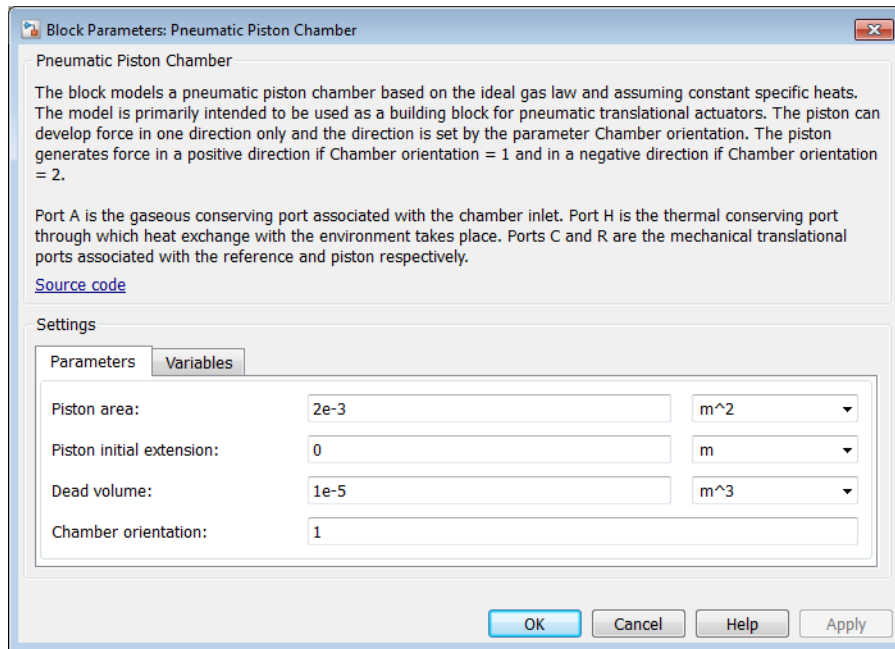 Block Parameters: Pneumatic Piston Chamber
Pneumatic Piston Chamber
The block models a pneumatic piston chamber based on the ideal gas law and assuming constant specific heats.
The model is primarily intended to be used as a building block for pneumatic translational actuators. The piston can
develop force in one direction only and the direction is set by the parameter Chamber orientation. The piston
generates force in a positive direction if Chamber orientation = 1 and in a negative direction if Chamber orientation
= 2.
Port A is the gaseous conserving port associated with the chamber inlet. Port H is the thermal conserving port
through which heat exchange with the environment takes place. Ports C and R are the mechanical translational
ports associated with the reference and piston respectively.
Source code
Settings
Parameters Variables
Piston area: 2e-3 m^2
Piston initial extension: 0 m
Dead volume: 1e-5 m^3
Chamber orientation: 1
OK Cancel Help Apply